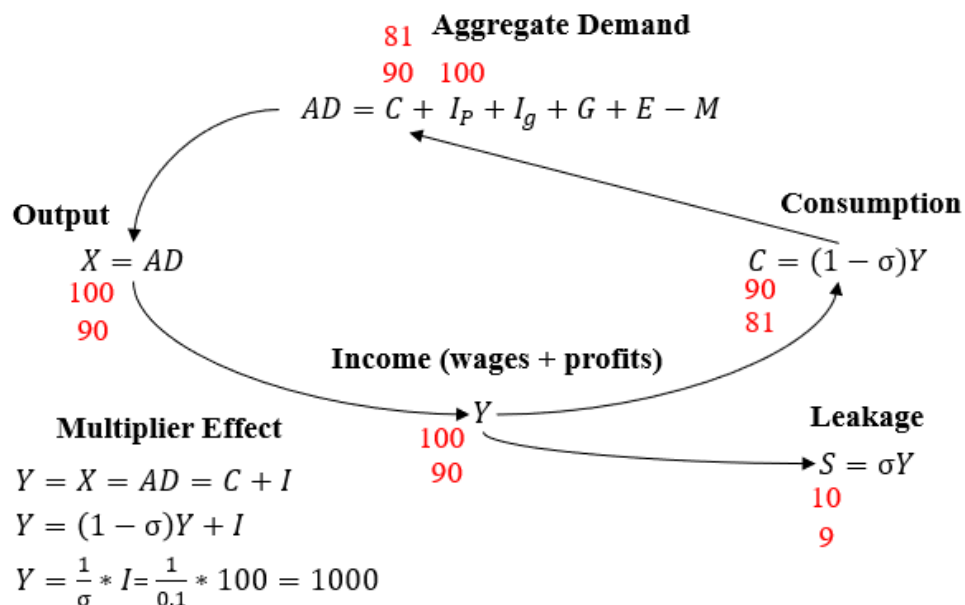 Aggregate Demand
81
90 100
AD = C + I_P + I_g + G + E − M
Output
X = AD
100
90
Consumption
C = (1 − σ)Y
90
81
Income (wages + profits)
Y
100
90
Leakage
S = σY
10
9
Multiplier Effect
Y = X = AD = C + I
Y = (1 − σ)Y + I
Y = 1/σ * I= 1/0.1 * 100 = 1000